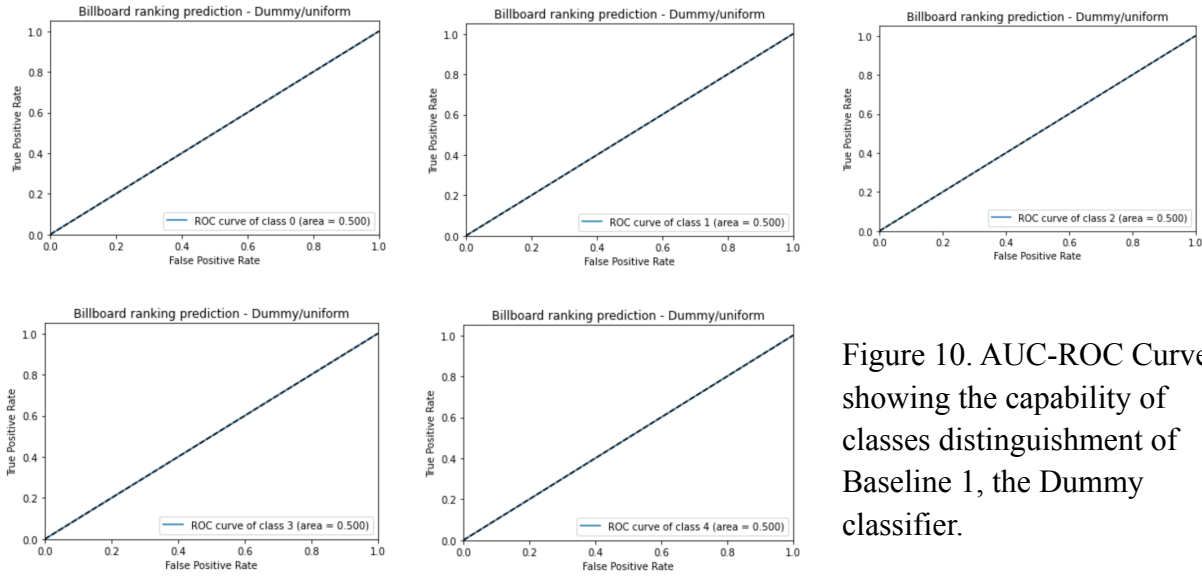 Billboard ranking prediction - Dummy/uniform
1.0
0.8
0.6
0.4
0.2
0.0
True Positive Rate
ROC curve of class 0 (area = 0.500)
0.0 0.2 0.4 0.6 0.8 1.0
False Positive Rate
Billboard ranking prediction - Dummy/uniform
1.0
0.8
0.6
0.4
0.2
0.0
True Positive Rate
ROC curve of class 1 (area = 0.500)
0.0 0.2 0.4 0.6 0.8 1.0
False Positive Rate
Billboard ranking prediction - Dummy/uniform
1.0
0.8
0.6
0.4
0.2
0.0
True Positive Rate
ROC curve of class 2 (area = 0.500)
0.0 0.2 0.4 0.6 0.8 1.0
False Positive Rate
Billboard ranking prediction - Dummy/uniform
1.0
0.8
0.6
0.4
0.2
0.0
True Positive Rate
ROC curve of class 3 (area = 0.500)
0.0 0.2 0.4 0.6 0.8 1.0
False Positive Rate
Billboard ranking prediction - Dummy/uniform
1.0
0.8
0.6
0.4
0.2
0.0
True Positive Rate
ROC curve of class 4 (area = 0.500)
0.0 0.2 0.4 0.6 0.8 1.0
False Positive Rate
Figure 10. AUC-ROC Curve
showing the capability of
classes distinguishment of
Baseline 1, the Dummy
classifier.